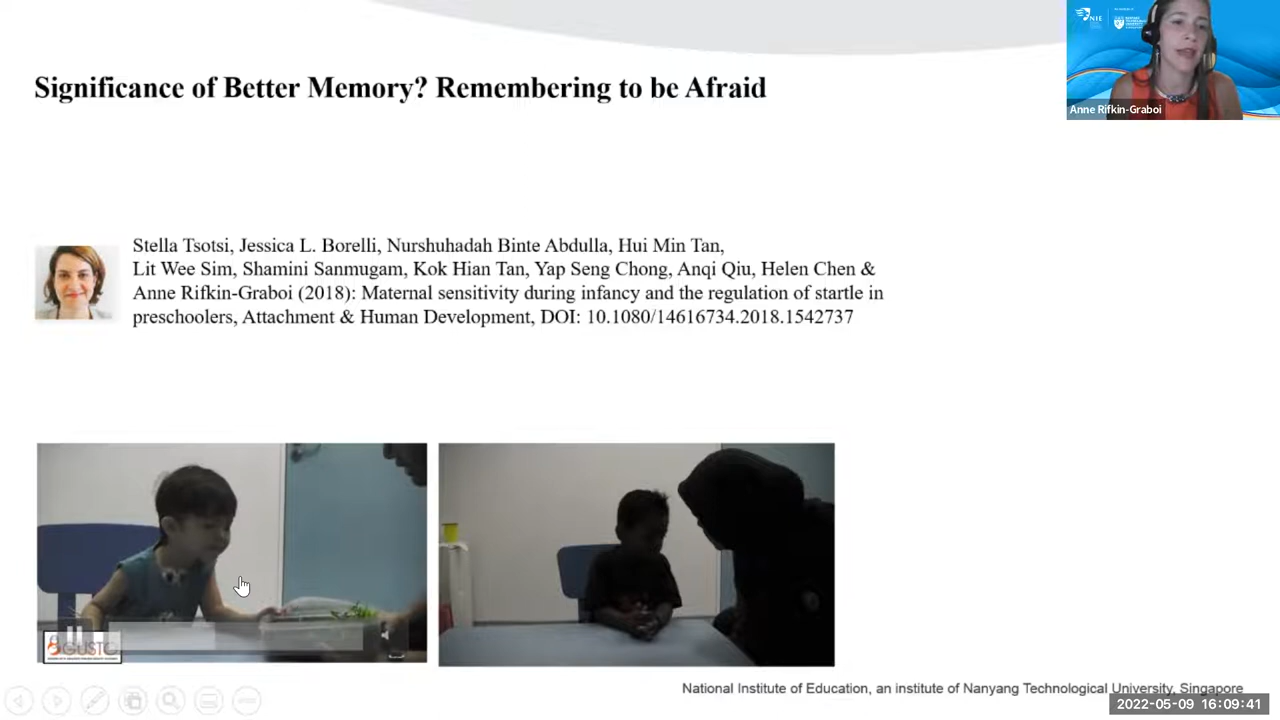 Significance of Better Memory? Remembering to be Afraid
NIE
Anne Rifkin-Graboi
Stella Tsotsi, Jessica L. Borelli, Nurshuhadah Binte Abdulla, Hui Min Tan,
Lit Wee Sim, Shamini Sanmugam, Kok Hian Tan, Yap Seng Chong, Anqi Qiu, Helen Chen &
Anne Rifkin-Graboi (2018): Maternal sensitivity during infancy and the regulation of startle in
preschoolers, Attachment & Human Development, DOI: 10.1080/14616734.2018.1542737
GUSTO
National Institute of Education, an institute of Nanyang Technological University, Singapore
2022-05-09 16:09:41